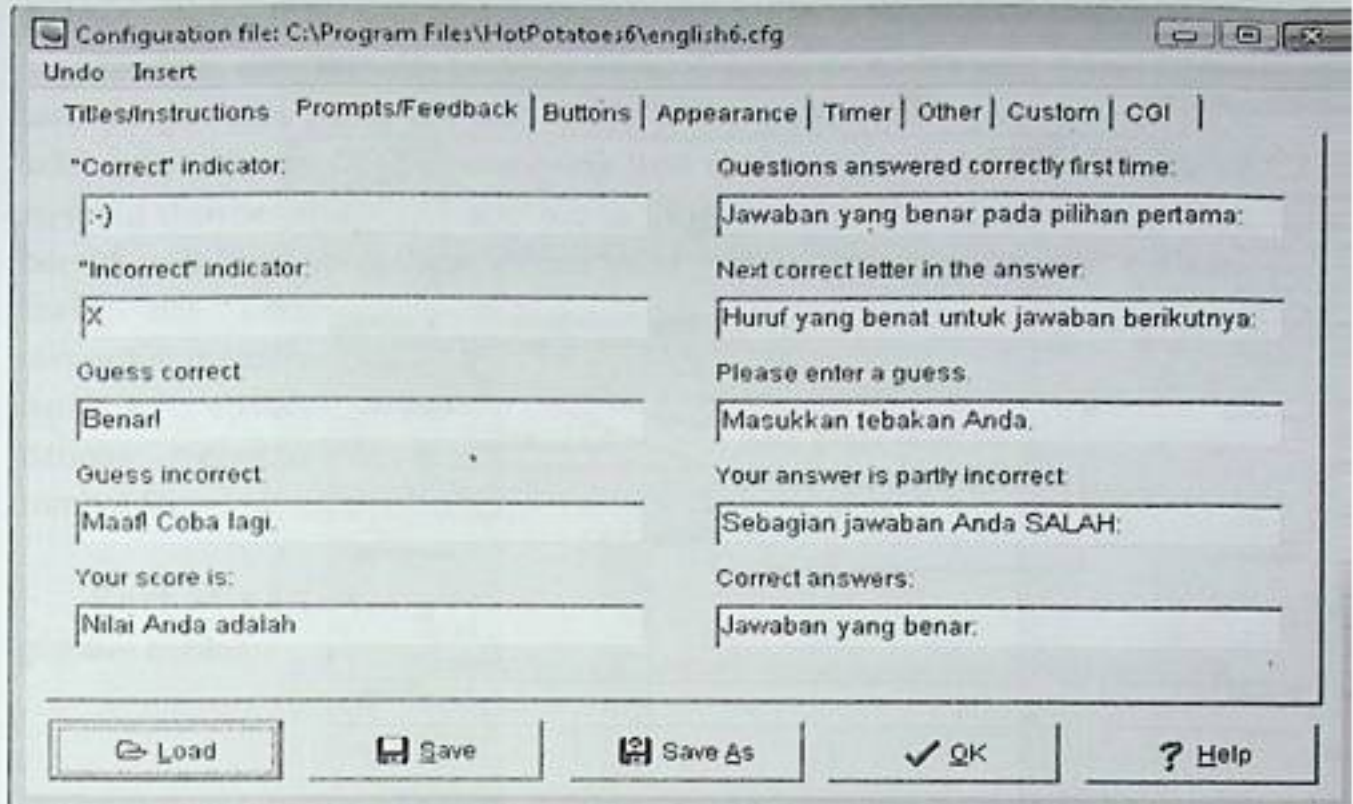 Configuration file: C:\Program Files\HotPotatoes6\english6.cfg
Undo Insert
Titles/Instructions Prompts/Feedback Buttons Appearance Timer Other Custom CGI
"Correct" indicator:
:-)
"Incorrect" indicator:
X
Guess correct
Benar!
Guess incorrect
Maaf! Coba lagi.
Your score is:
Nilai Anda adalah
Questions answered correctly first time:
Jawaban yang benar pada pilihan pertama:
Next correct letter in the answer:
Huruf yang benat untuk jawaban berikutnya:
Please enter a guess.
Masukkan tebakan Anda.
Your answer is partly incorrect
Sebagian jawaban Anda SALAH:
Correct answers:
Jawaban yang benar:
Load Save Save As OK Help